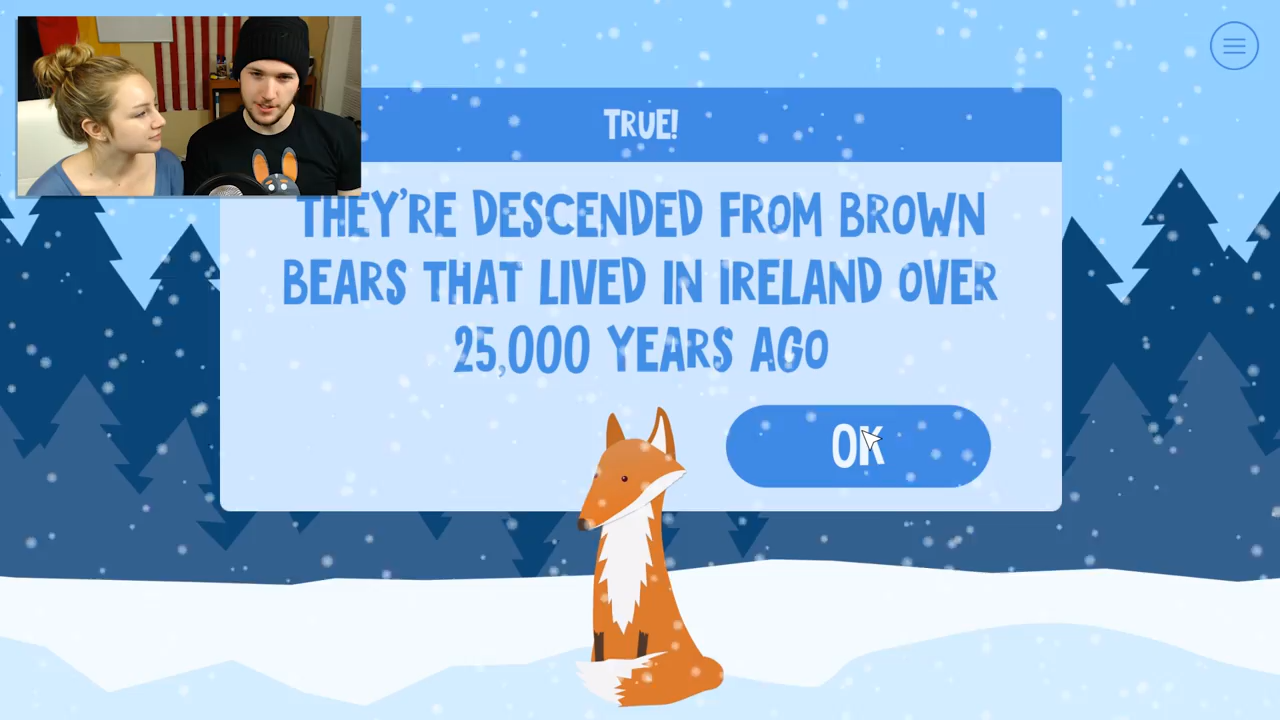 TRUE!
THEY'RE DESCENDED FROM BROWN
BEARS THAT LIVED IN IRELAND OVER
25,000 YEARS AGO
OK